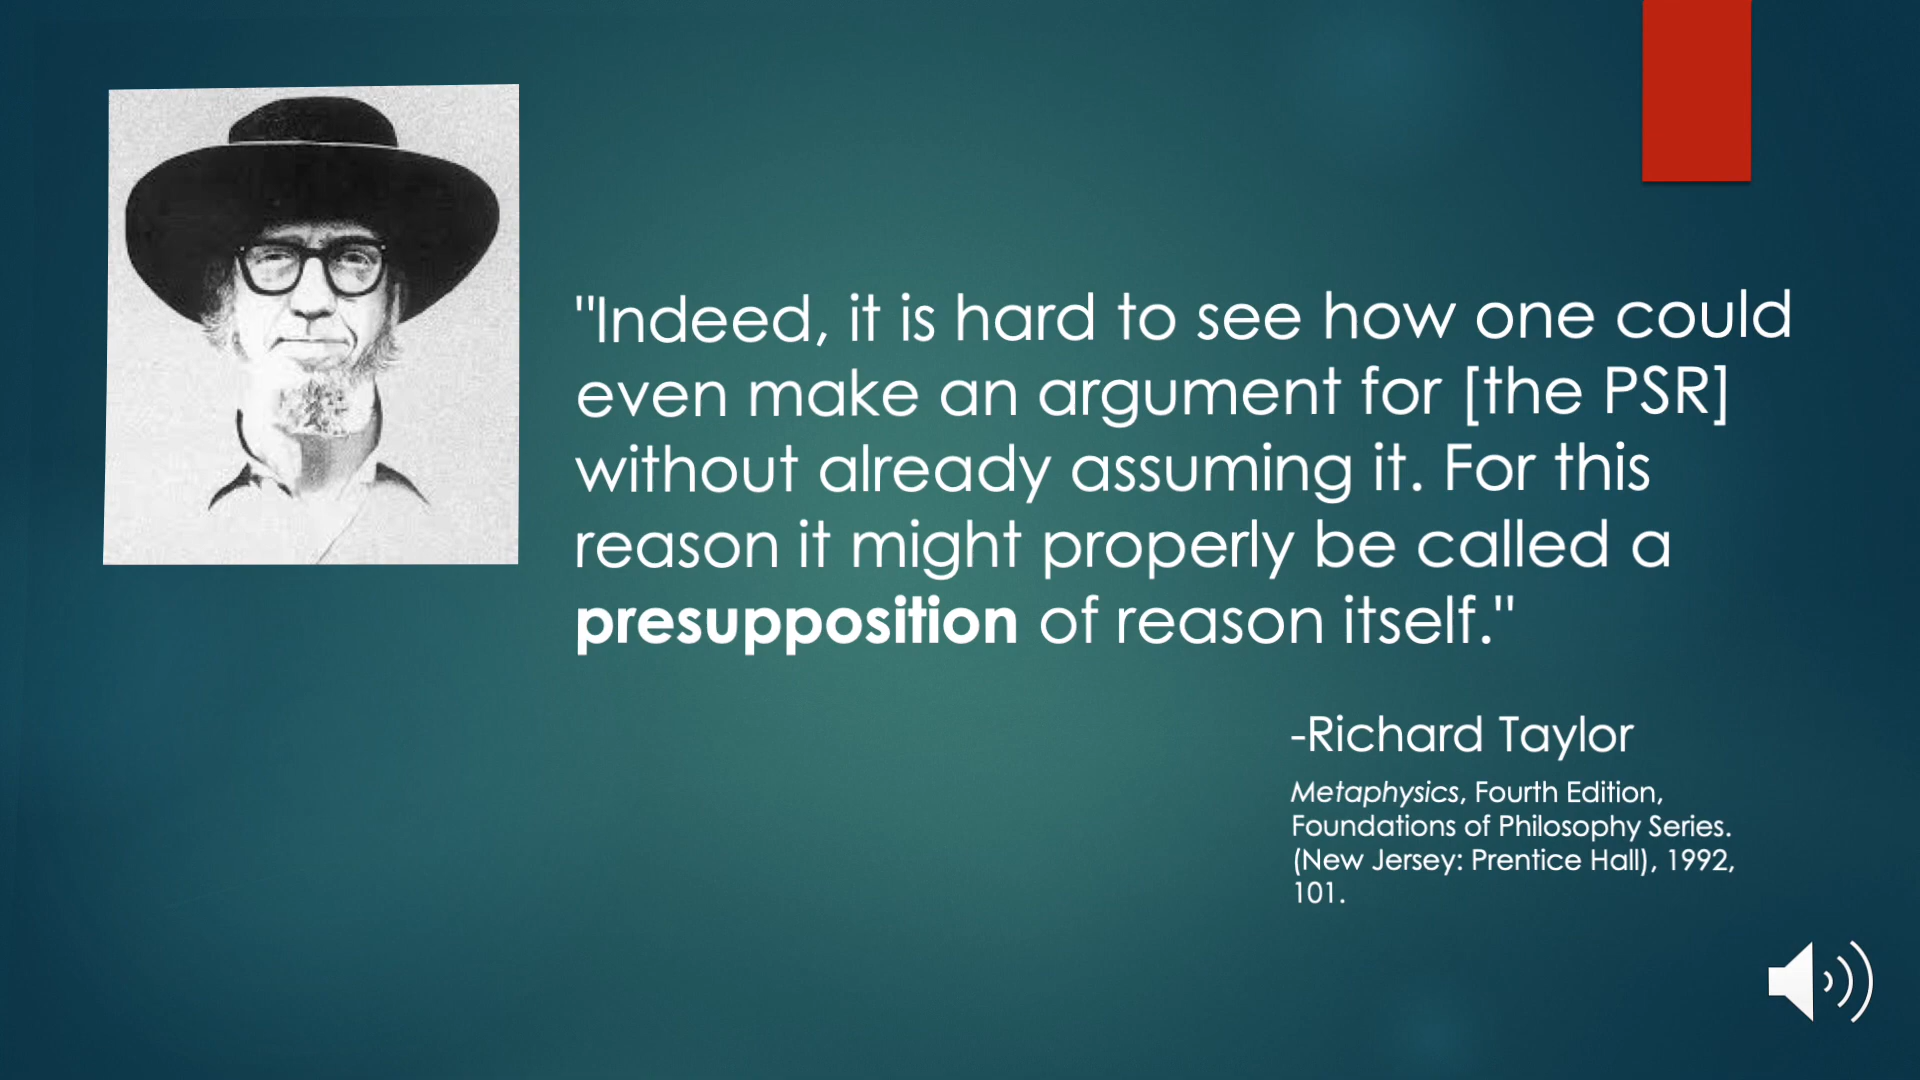 "Indeed, it is hard to see how one could
even make an argument for [the PSR]
without already assuming it. For this
reason it might properly be called a
presupposition of reason itself."
-Richard Taylor
Metaphysics, Fourth Edition,
Foundations of Philosophy Series.
(New Jersey: Prentice Hall), 1992,
101.